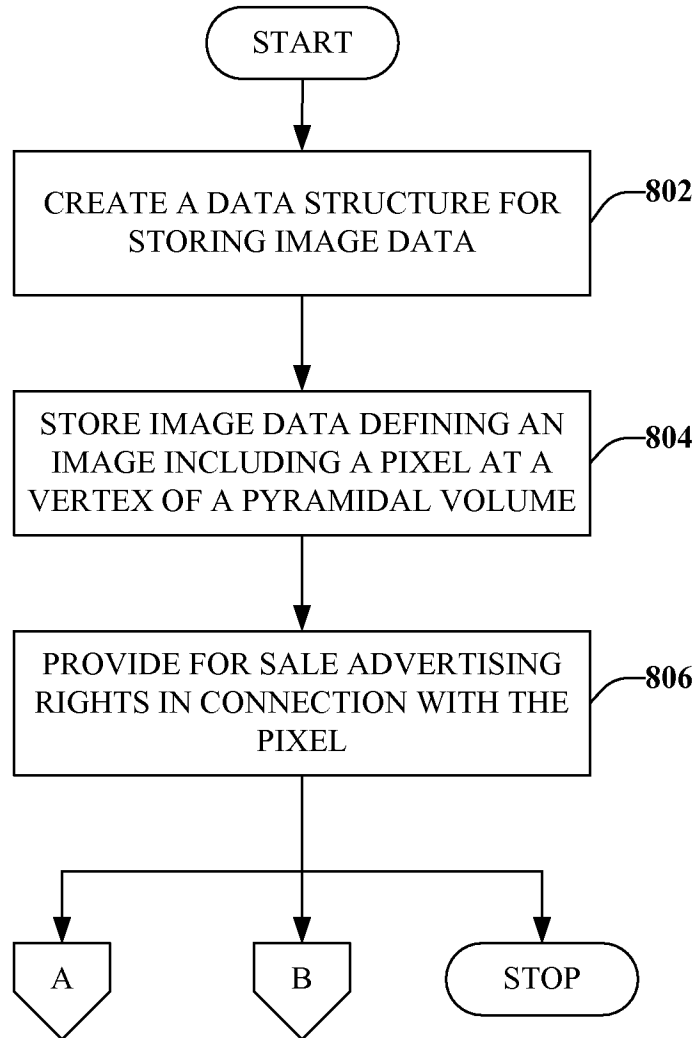 START
CREATE A DATA STRUCTURE FOR
STORING IMAGE DATA
802
STORE IMAGE DATA DEFINING AN
IMAGE INCLUDING A PIXEL AT A
VERTEX OF A PYRAMIDAL VOLUME
804
PROVIDE FOR SALE ADVERTISING
RIGHTS IN CONNECTION WITH THE
PIXEL
806
A
B
STOP